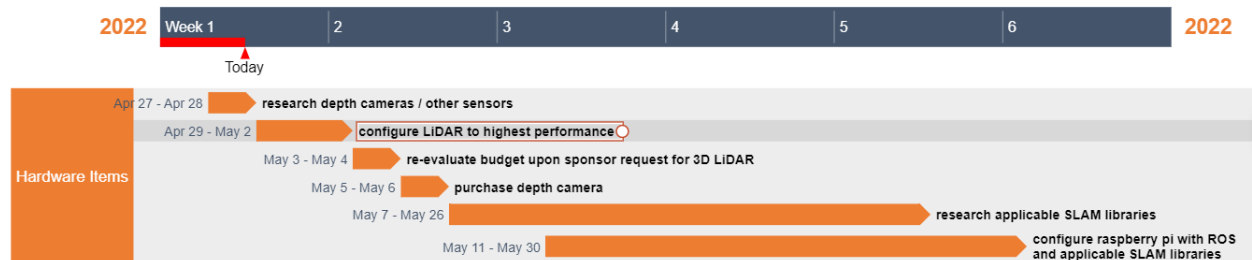 2022 Week 1 2 3 4 5 6 2022
Today
Hardware Items
Apr 27 - Apr 28 research depth cameras / other sensors
Apr 29 - May 2 configure LiDAR to highest performance
May 3 - May 4 re-evaluate budget upon sponsor request for 3D LiDAR
May 5 - May 6 purchase depth camera
May 7 - May 26 research applicable SLAM libraries
May 11 - May 30 configure raspberry pi with ROS
and applicable SLAM libraries